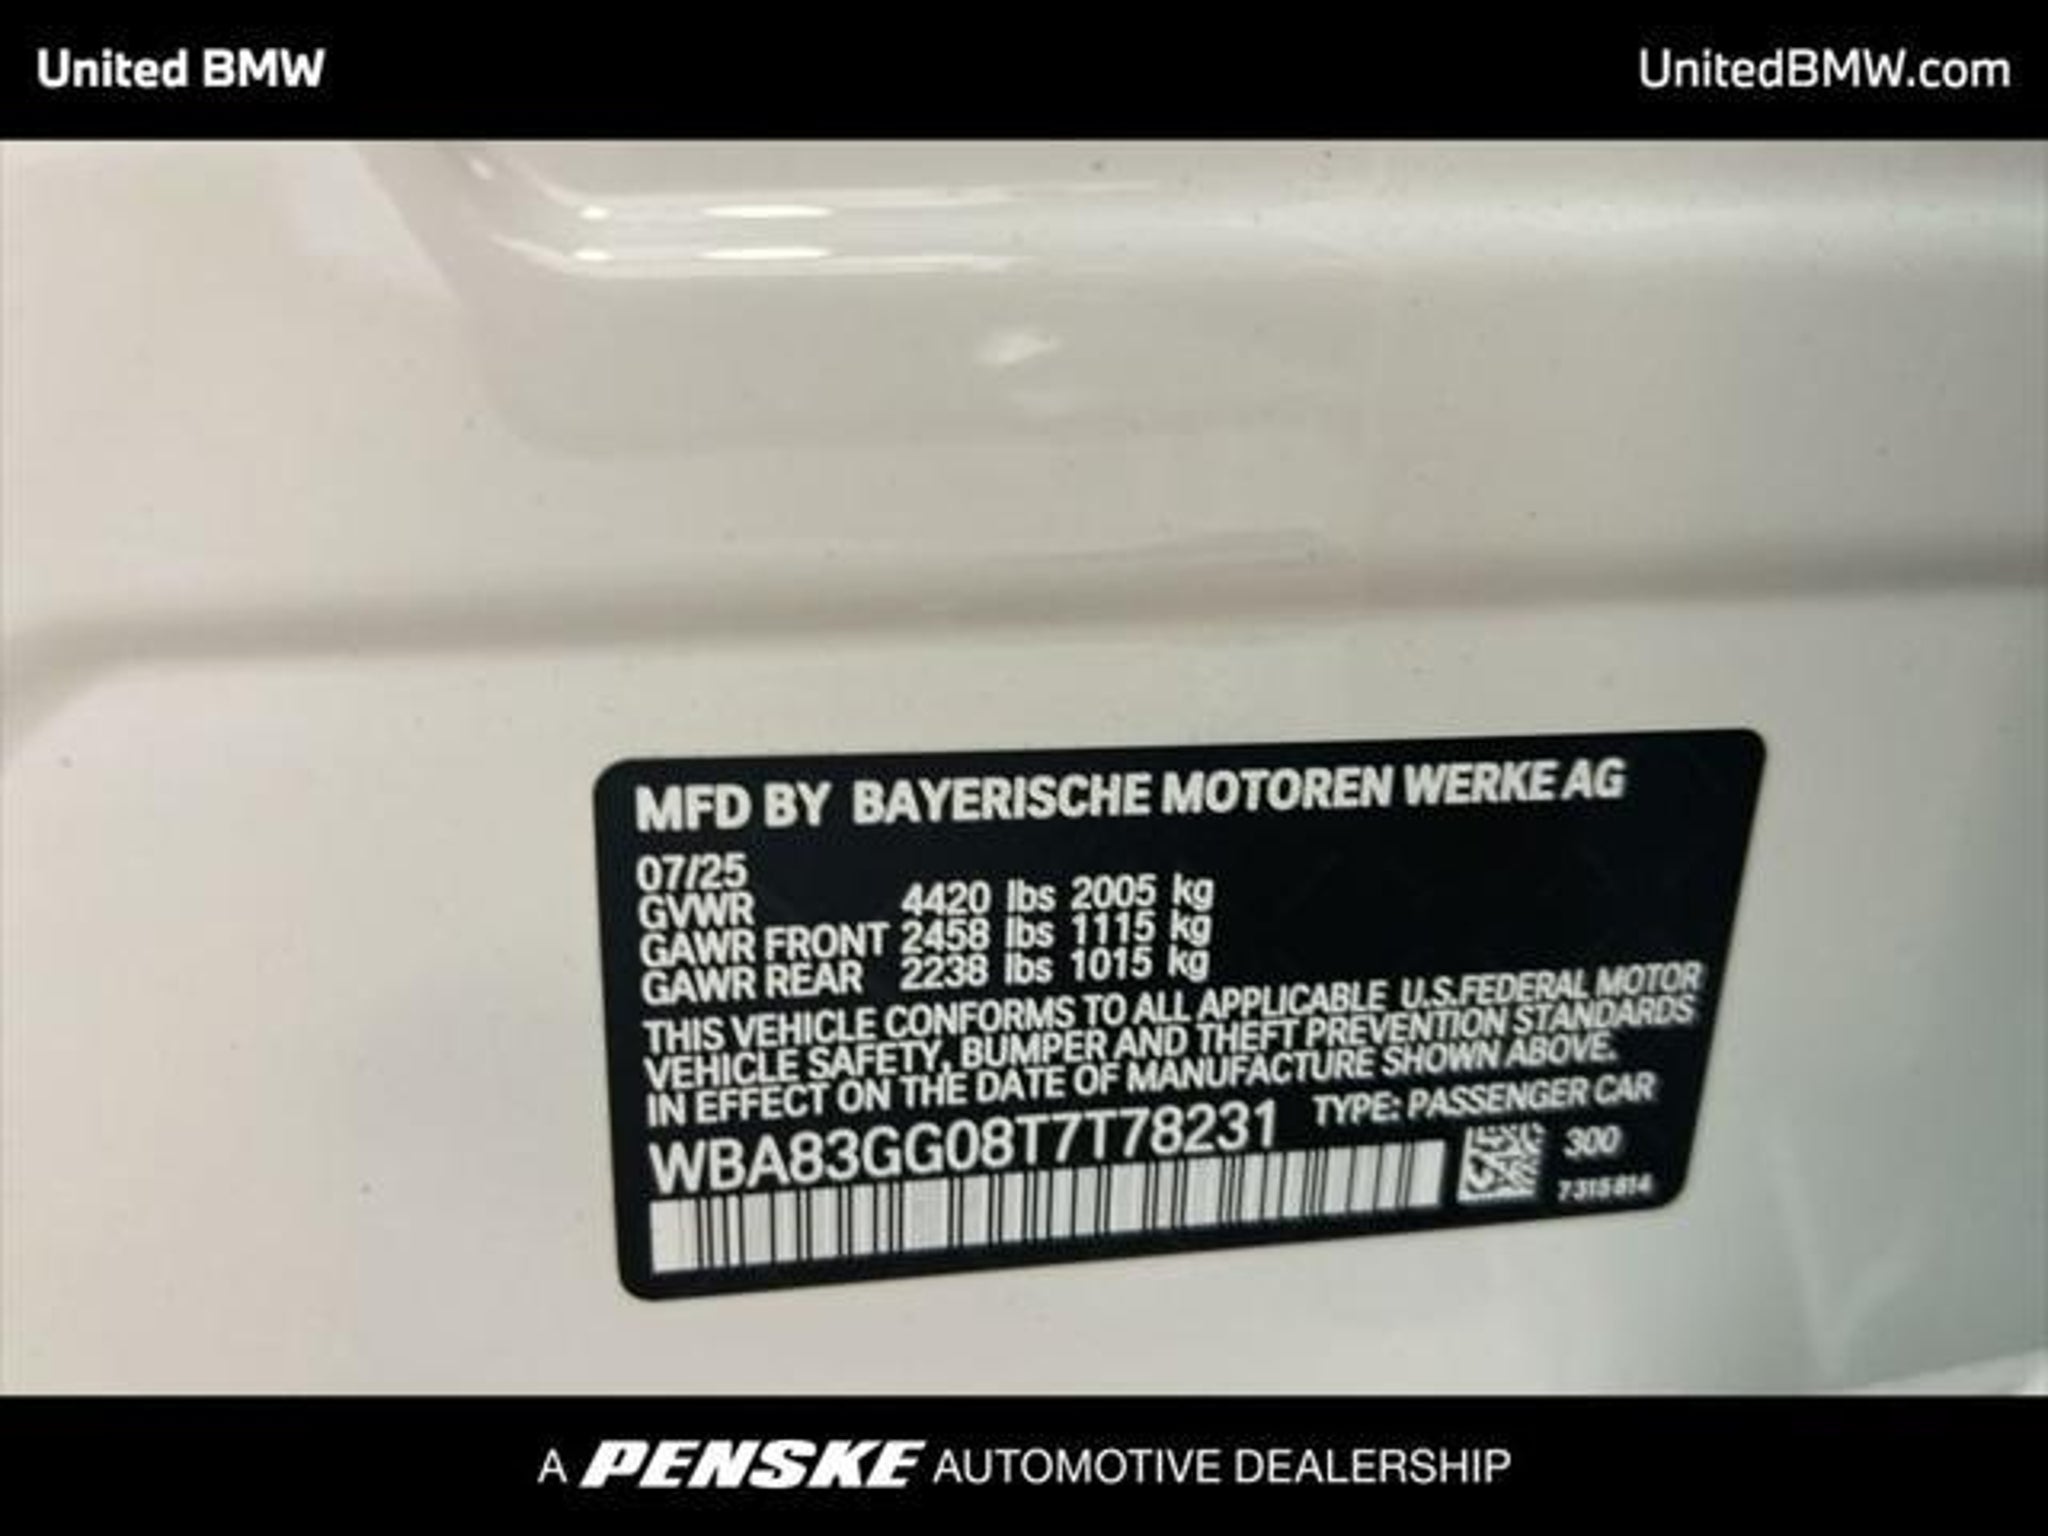 United BMW
UnitedBMW.com
MFD BY BAYERISCHE MOTOREN WERKE AG
07/25
GVWR 4420 lbs 2005 kg
GAWR FRONT 2458 lbs 1115 kg
GAWR REAR 2238 lbs 1015 kg
THIS VEHICLE CONFORMS TO ALL APPLICABLE U.S.FEDERAL MOTOR
VEHICLE SAFETY, BUMPER AND THEFT PREVENTION STANDARDS
IN EFFECT ON THE DATE OF MANUFACTURE SHOWN ABOVE.
WBA83GG08T7T78231 TYPE: PASSENGER CAR
300
7 315 814
A PENSKE AUTOMOTIVE DEALERSHIP